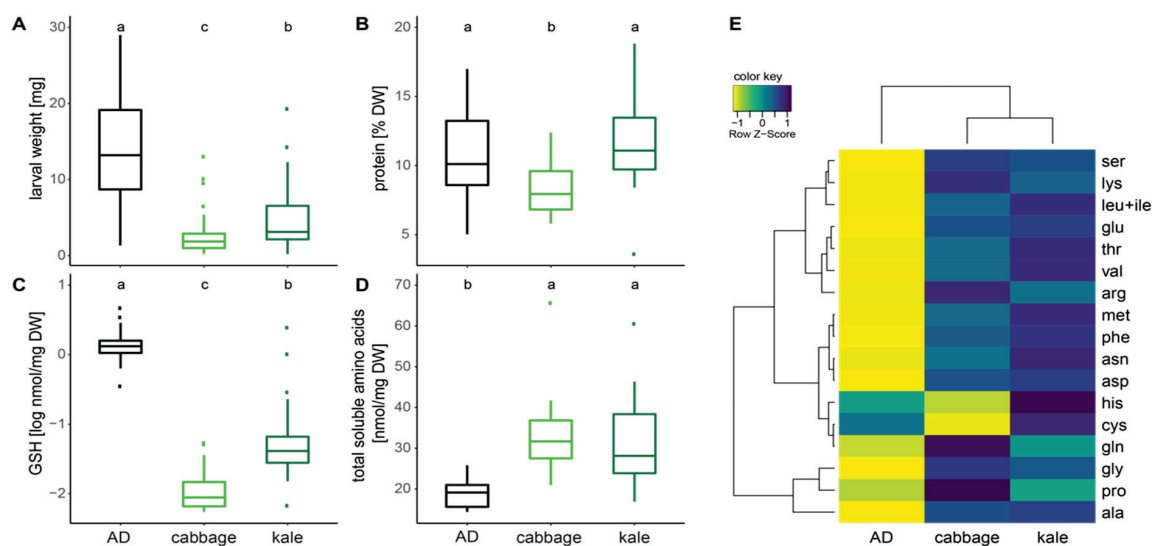 A
a
c
b
larval weight [mg]
30
20
10
0
B
a
b
a
protein [% DW]
20
15
10
5
C
a
c
b
GSH [log nmol/mg DW]
1
0
−1
−2
AD
cabbage
kale
D
b
a
a
total soluble amino acids
[nmol/mg DW]
70
60
50
40
30
20
AD
cabbage
kale
E
color key
−1 0 1
Row Z-Score
ser
lys
leu+ile
glu
thr
val
arg
met
phe
asn
asp
his
cys
gln
gly
pro
ala
AD
cabbage
kale